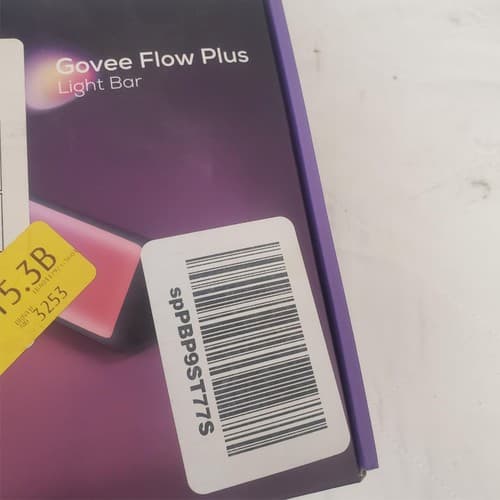 Govee Flow Plus
Light Bar
5.3B
3253
spPBP9ST77S